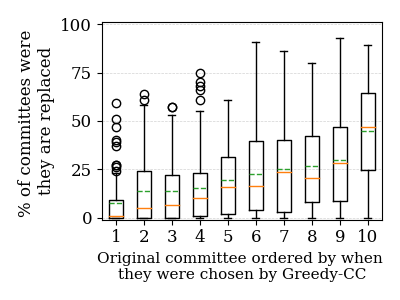 % of committees were
they are replaced
100
75
50
25
0
1 2 3 4 5 6 7 8 9 10
Original committee ordered by when
they were chosen by Greedy-CC